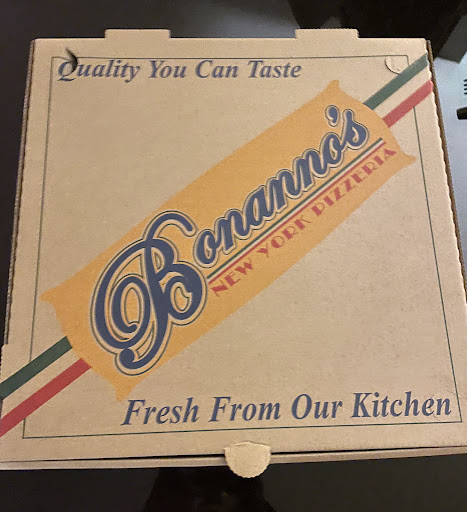 Quality You Can Taste
Bonanno's
NEW YORK PIZZERIA
Fresh From Our Kitchen